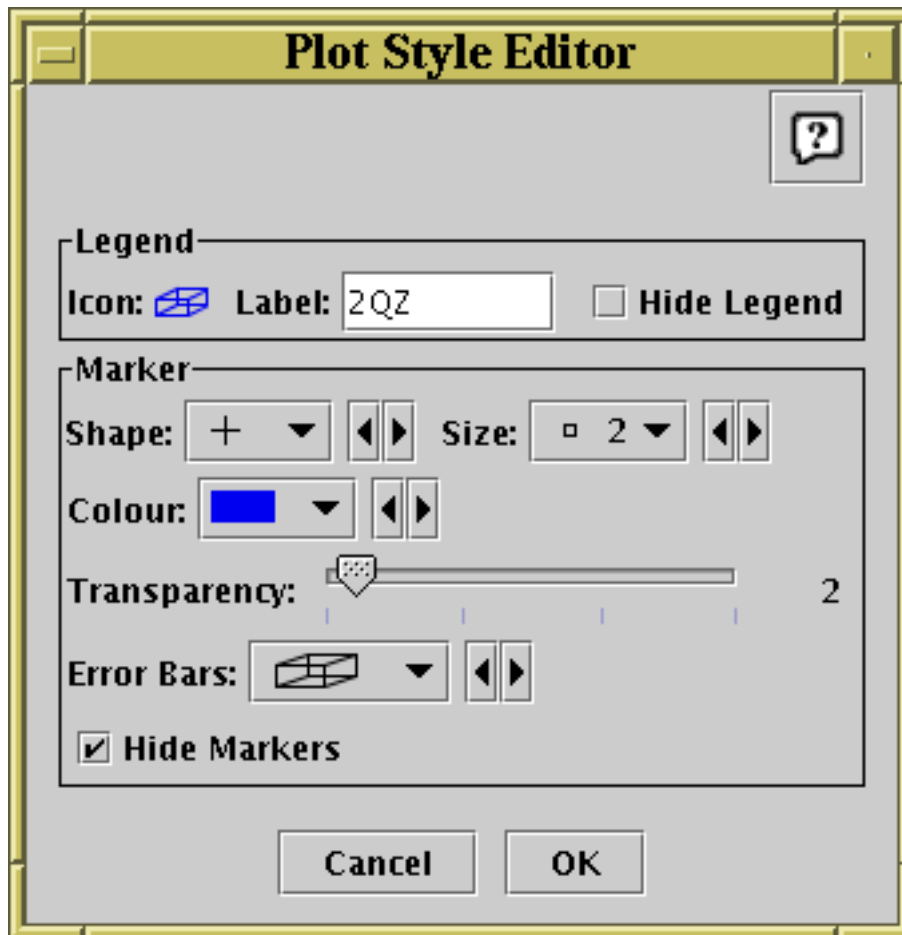 Plot Style Editor
?
Legend
Icon: Label: 2QZ Hide Legend
Marker
Shape: Size: 2
Colour:
Transparency: 2
Error Bars:
Hide Markers
Cancel OK